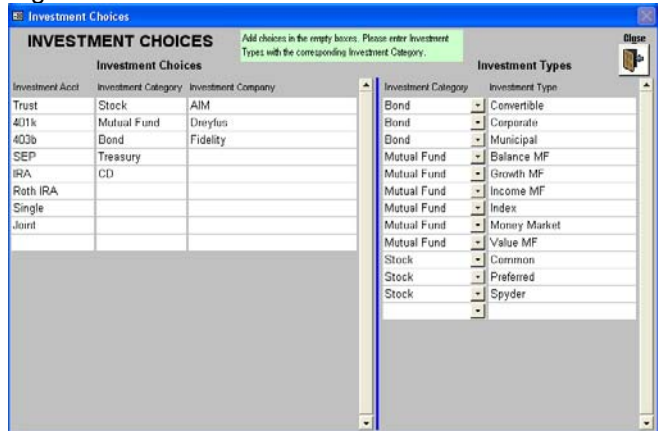 Investment Choices
INVESTMENT CHOICES
Add choices in the empty boxes. Please enter Investment
Types with the corresponding Investment Category.
Close
Investment Choices
Investment Types
Investment Acct Investment Category Investment Company
Investment Category Investment Type
Trust Stock AIM
401k Mutual Fund Dreyfus
403b Bond Fidelity
SEP Treasury
IRA CD
Roth IRA
Single
Joint
Bond Convertible
Bond Corporate
Bond Municipal
Mutual Fund Balance MF
Mutual Fund Growth MF
Mutual Fund Income MF
Mutual Fund Index
Mutual Fund Money Market
Mutual Fund Value MF
Stock Common
Stock Preferred
Stock Spyder